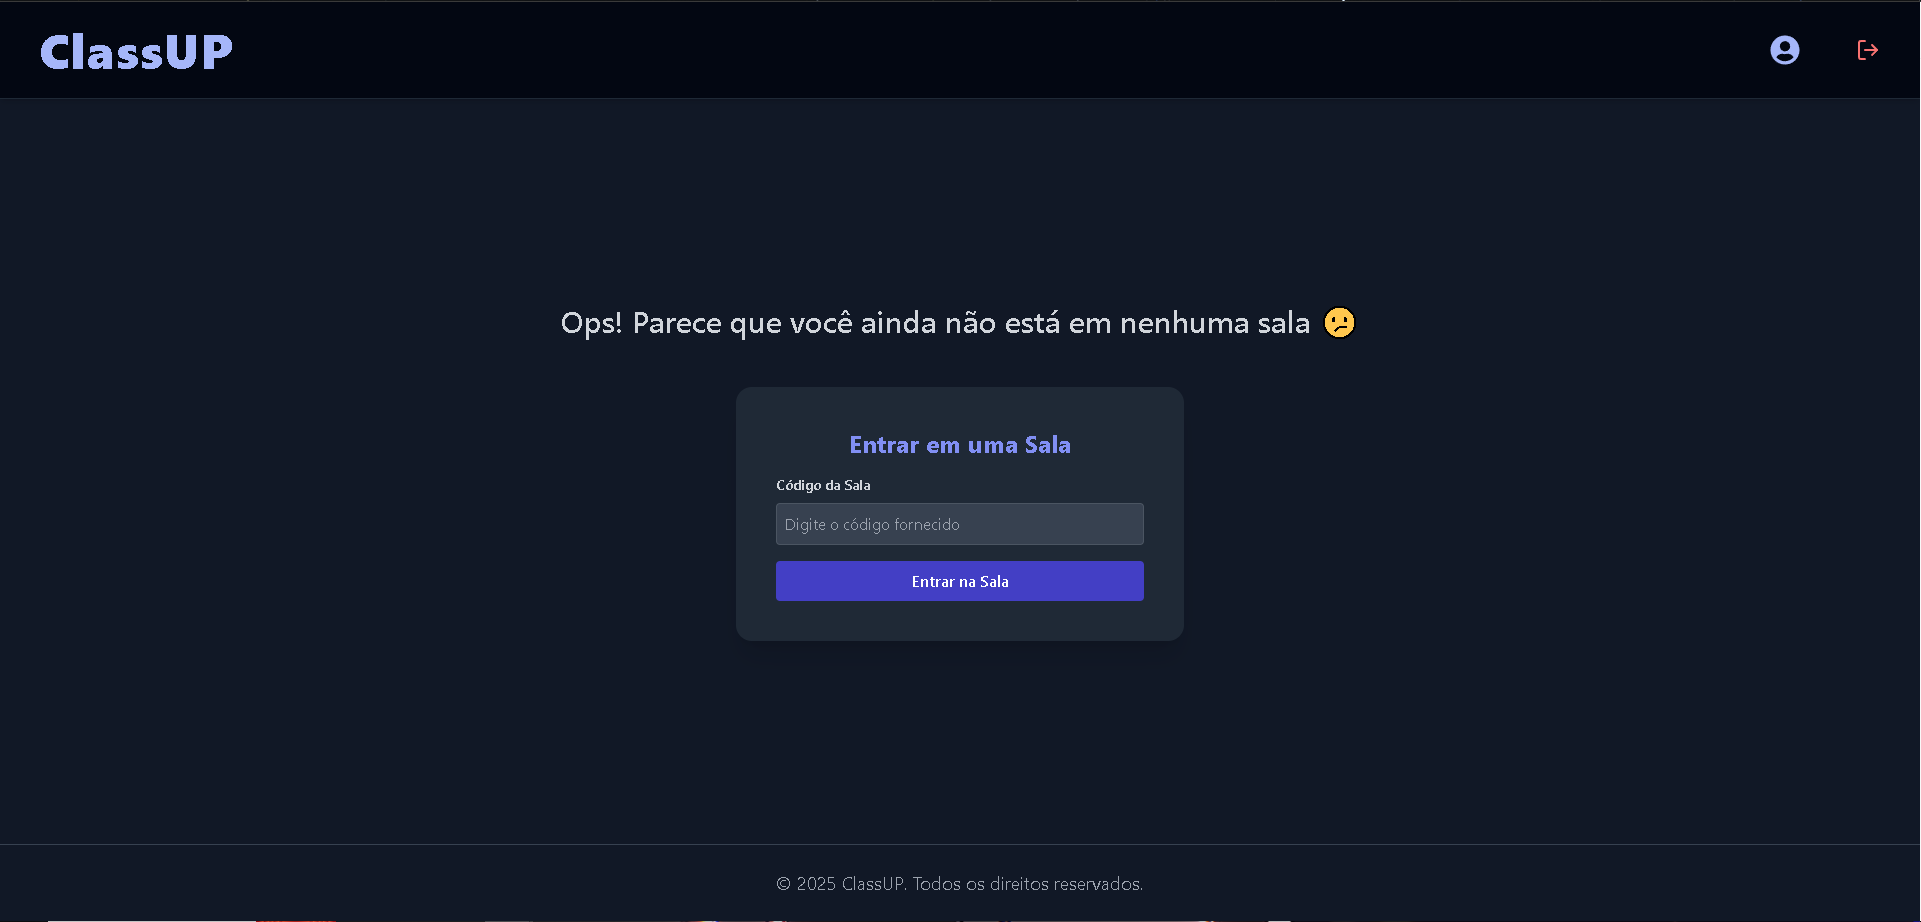 ClassUP
Ops! Parece que você ainda não está em nenhuma sala 😕
Entrar em uma Sala
Código da Sala
Digite o código fornecido
Entrar na Sala
© 2025 ClassUP. Todos os direitos reservados.